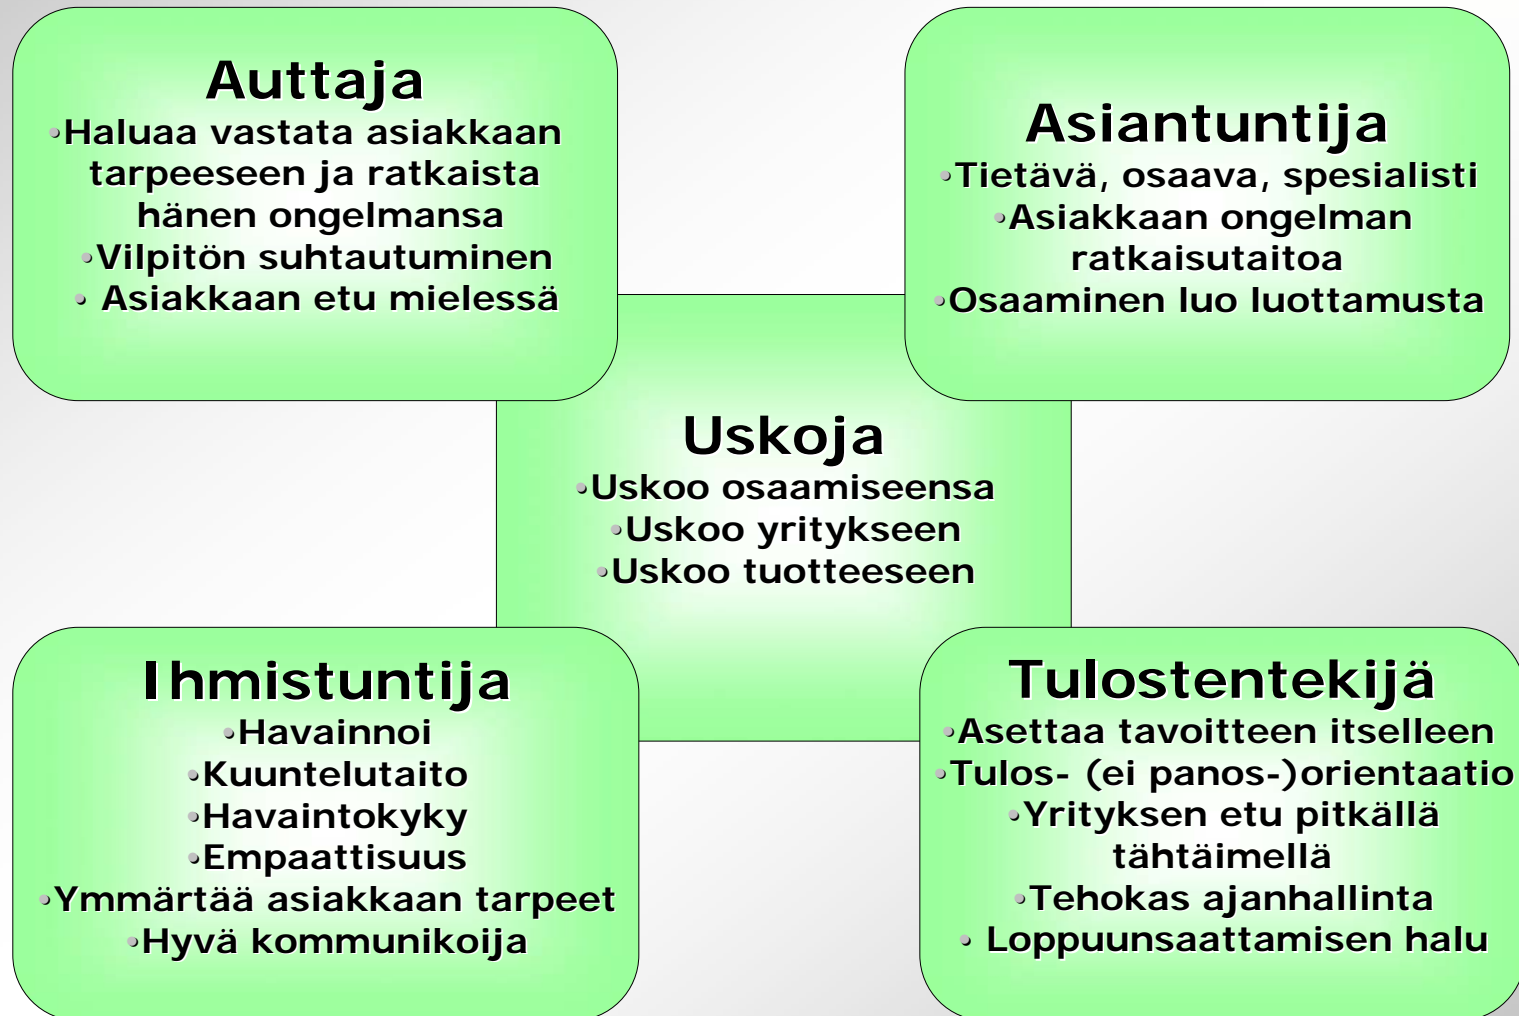 Auttaja
•Haluaa vastata asiakkaan
tarpeeseen ja ratkaista
hänen ongelmansa
•Vilpitön suhtautuminen
• Asiakkaan etu mielessä
Asiantuntija
•Tietävä, osaava, spesialisti
•Asiakkaan ongelman
ratkaisutaitoa
•Osaaminen luo luottamusta
Uskoja
•Uskoo osaamiseensa
•Uskoo yritykseen
•Uskoo tuotteeseen
Ihmistuntija
•Havainnoi
•Kuuntelutaito
•Havaintokyky
•Empaattisuus
•Ymmärtää asiakkaan tarpeet
•Hyvä kommunikoija
Tulostentekijä
•Asettaa tavoitteen itselleen
•Tulos- (ei panos-)orientaatio
•Yrityksen etu pitkällä
tähtäimellä
•Tehokas ajanhallinta
• Loppuunsaattamisen halu